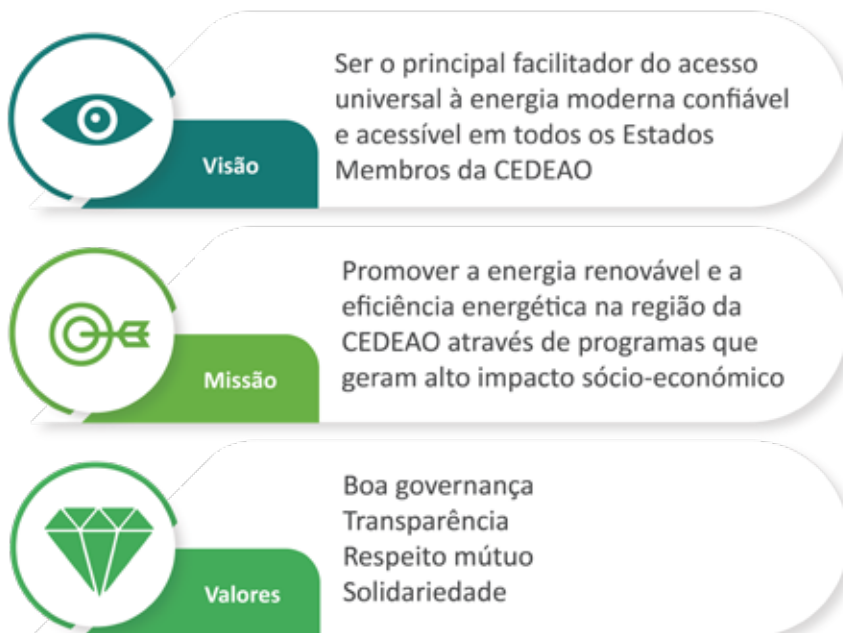 Visão
Ser o principal facilitador do acesso
universal à energia moderna confiável
e acessível em todos os Estados
Membros da CEDEAO
Missão
Promover a energia renovável e a
eficiência energética na região da
CEDEAO através de programas que
geram alto impacto sócio-económico
Valores
Boa governança
Transparência
Respeito mútuo
Solidariedade